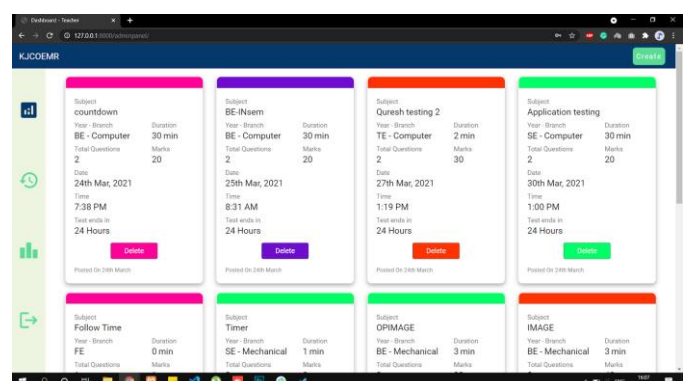 Dashboard - Teacher
127.0.0.1:8000/adminpanel/
KJCOEMR
Create
Subject
countdown
Year - Branch Duration
BE - Computer 30 min
Total Questions Marks
2 20
Date
24th Mar, 2021
Time
7:38 PM
Test ends in
24 Hours
Delete
Posted On 24th March
Subject
BE-INsem
Year - Branch Duration
BE - Computer 30 min
Total Questions Marks
2 20
Date
25th Mar, 2021
Time
8:31 AM
Test ends in
24 Hours
Delete
Posted On 24th March
Subject
Quresh testing 2
Year - Branch Duration
TE - Computer 2 min
Total Questions Marks
2 30
Date
27th Mar, 2021
Time
1:19 PM
Test ends in
24 Hours
Delete
Posted On 24th March
Subject
Application testing
Year - Branch Duration
SE - Computer 30 min
Total Questions Marks
2 20
Date
30th Mar, 2021
Time
1:00 PM
Test ends in
24 Hours
Delete
Posted On 24th March
Subject
Follow Time
Year - Branch Duration
FE 0 min
Total Questions Marks
Subject
Timer
Year - Branch Duration
SE - Mechanical 1 min
Total Questions Marks
Subject
OPIMAGE
Year - Branch Duration
BE - Mechanical 3 min
Total Questions Marks
Subject
IMAGE
Year - Branch Duration
BE - Mechanical 3 min
Total Questions Marks
16:07